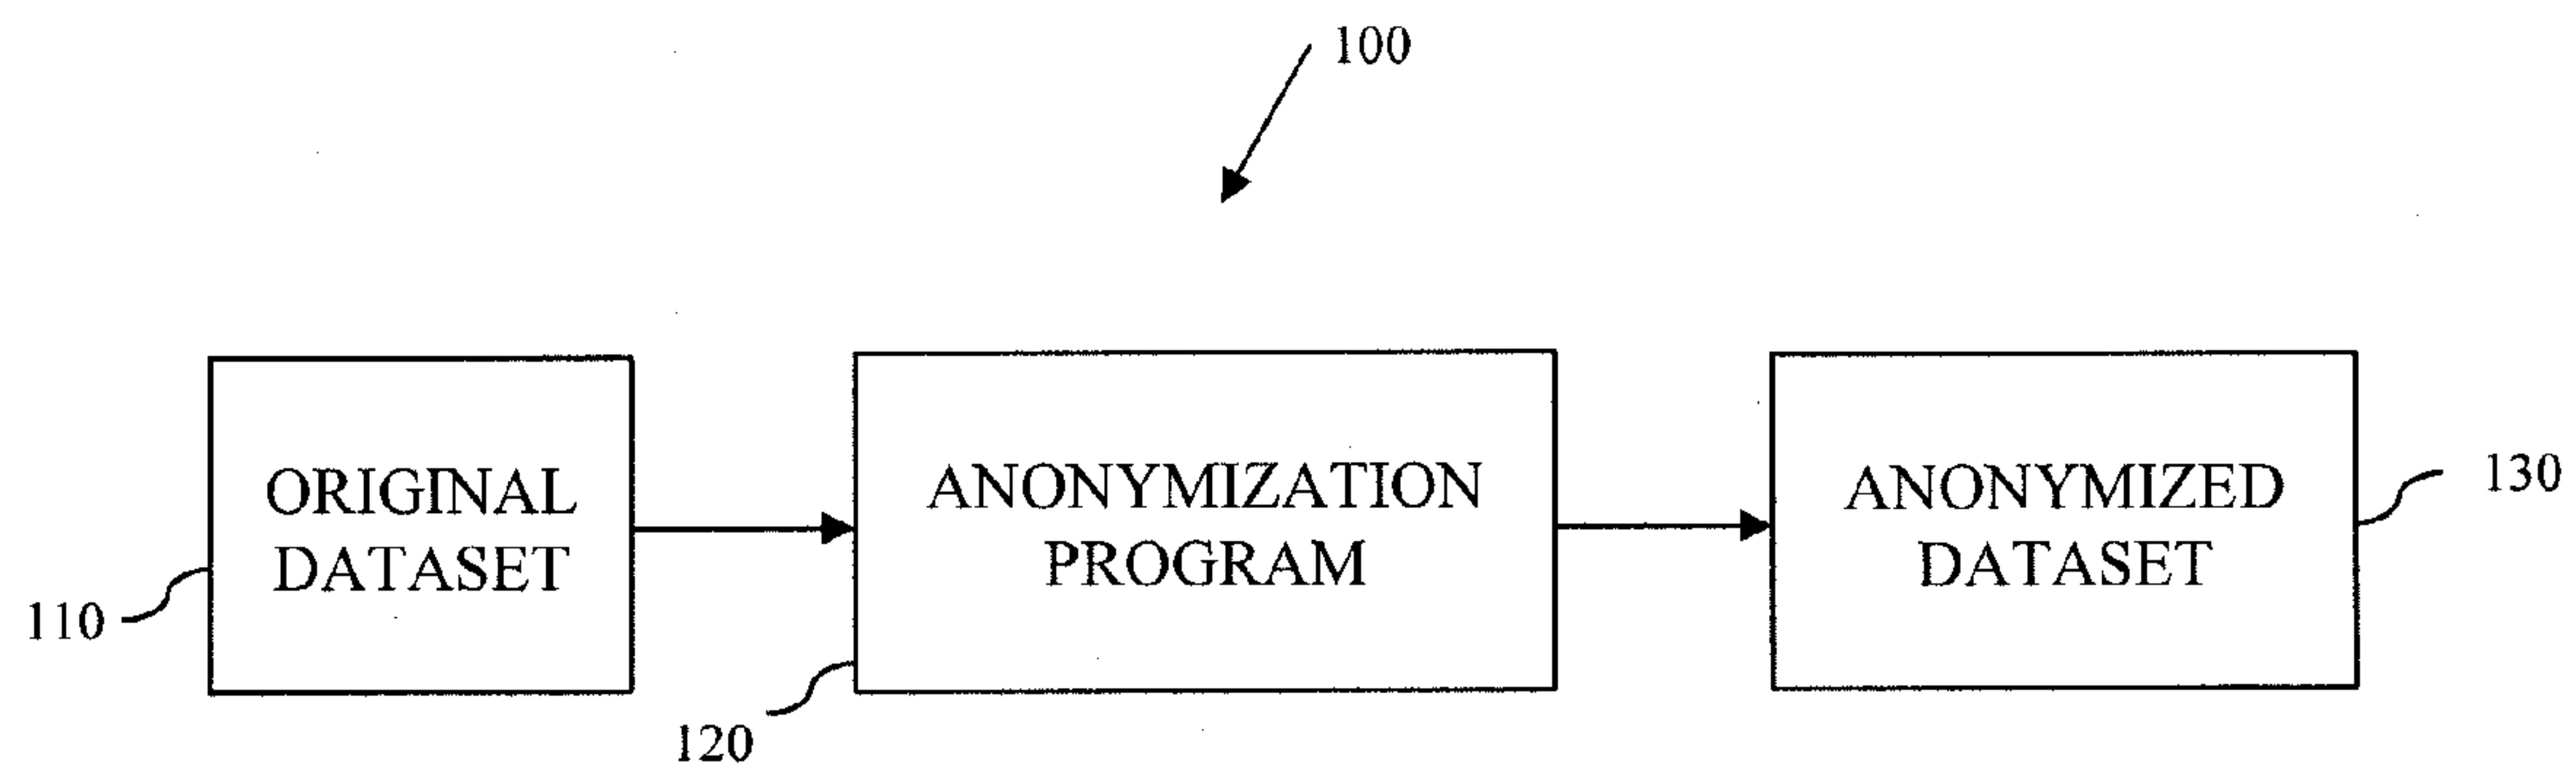 100
ORIGINAL
DATASET
ANONYMIZATION
PROGRAM
ANONYMIZED
DATASET
130
110
120